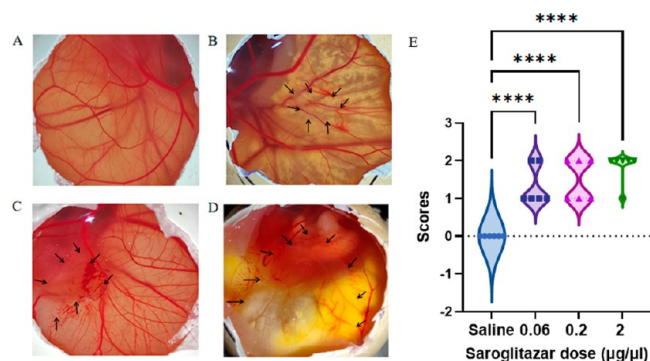 A
B
C
D
E
****
****
****
3
2
1
0
-1
-2
Scores
Saline 0.06 0.2 2
Saroglitazar dose (µg/µl)